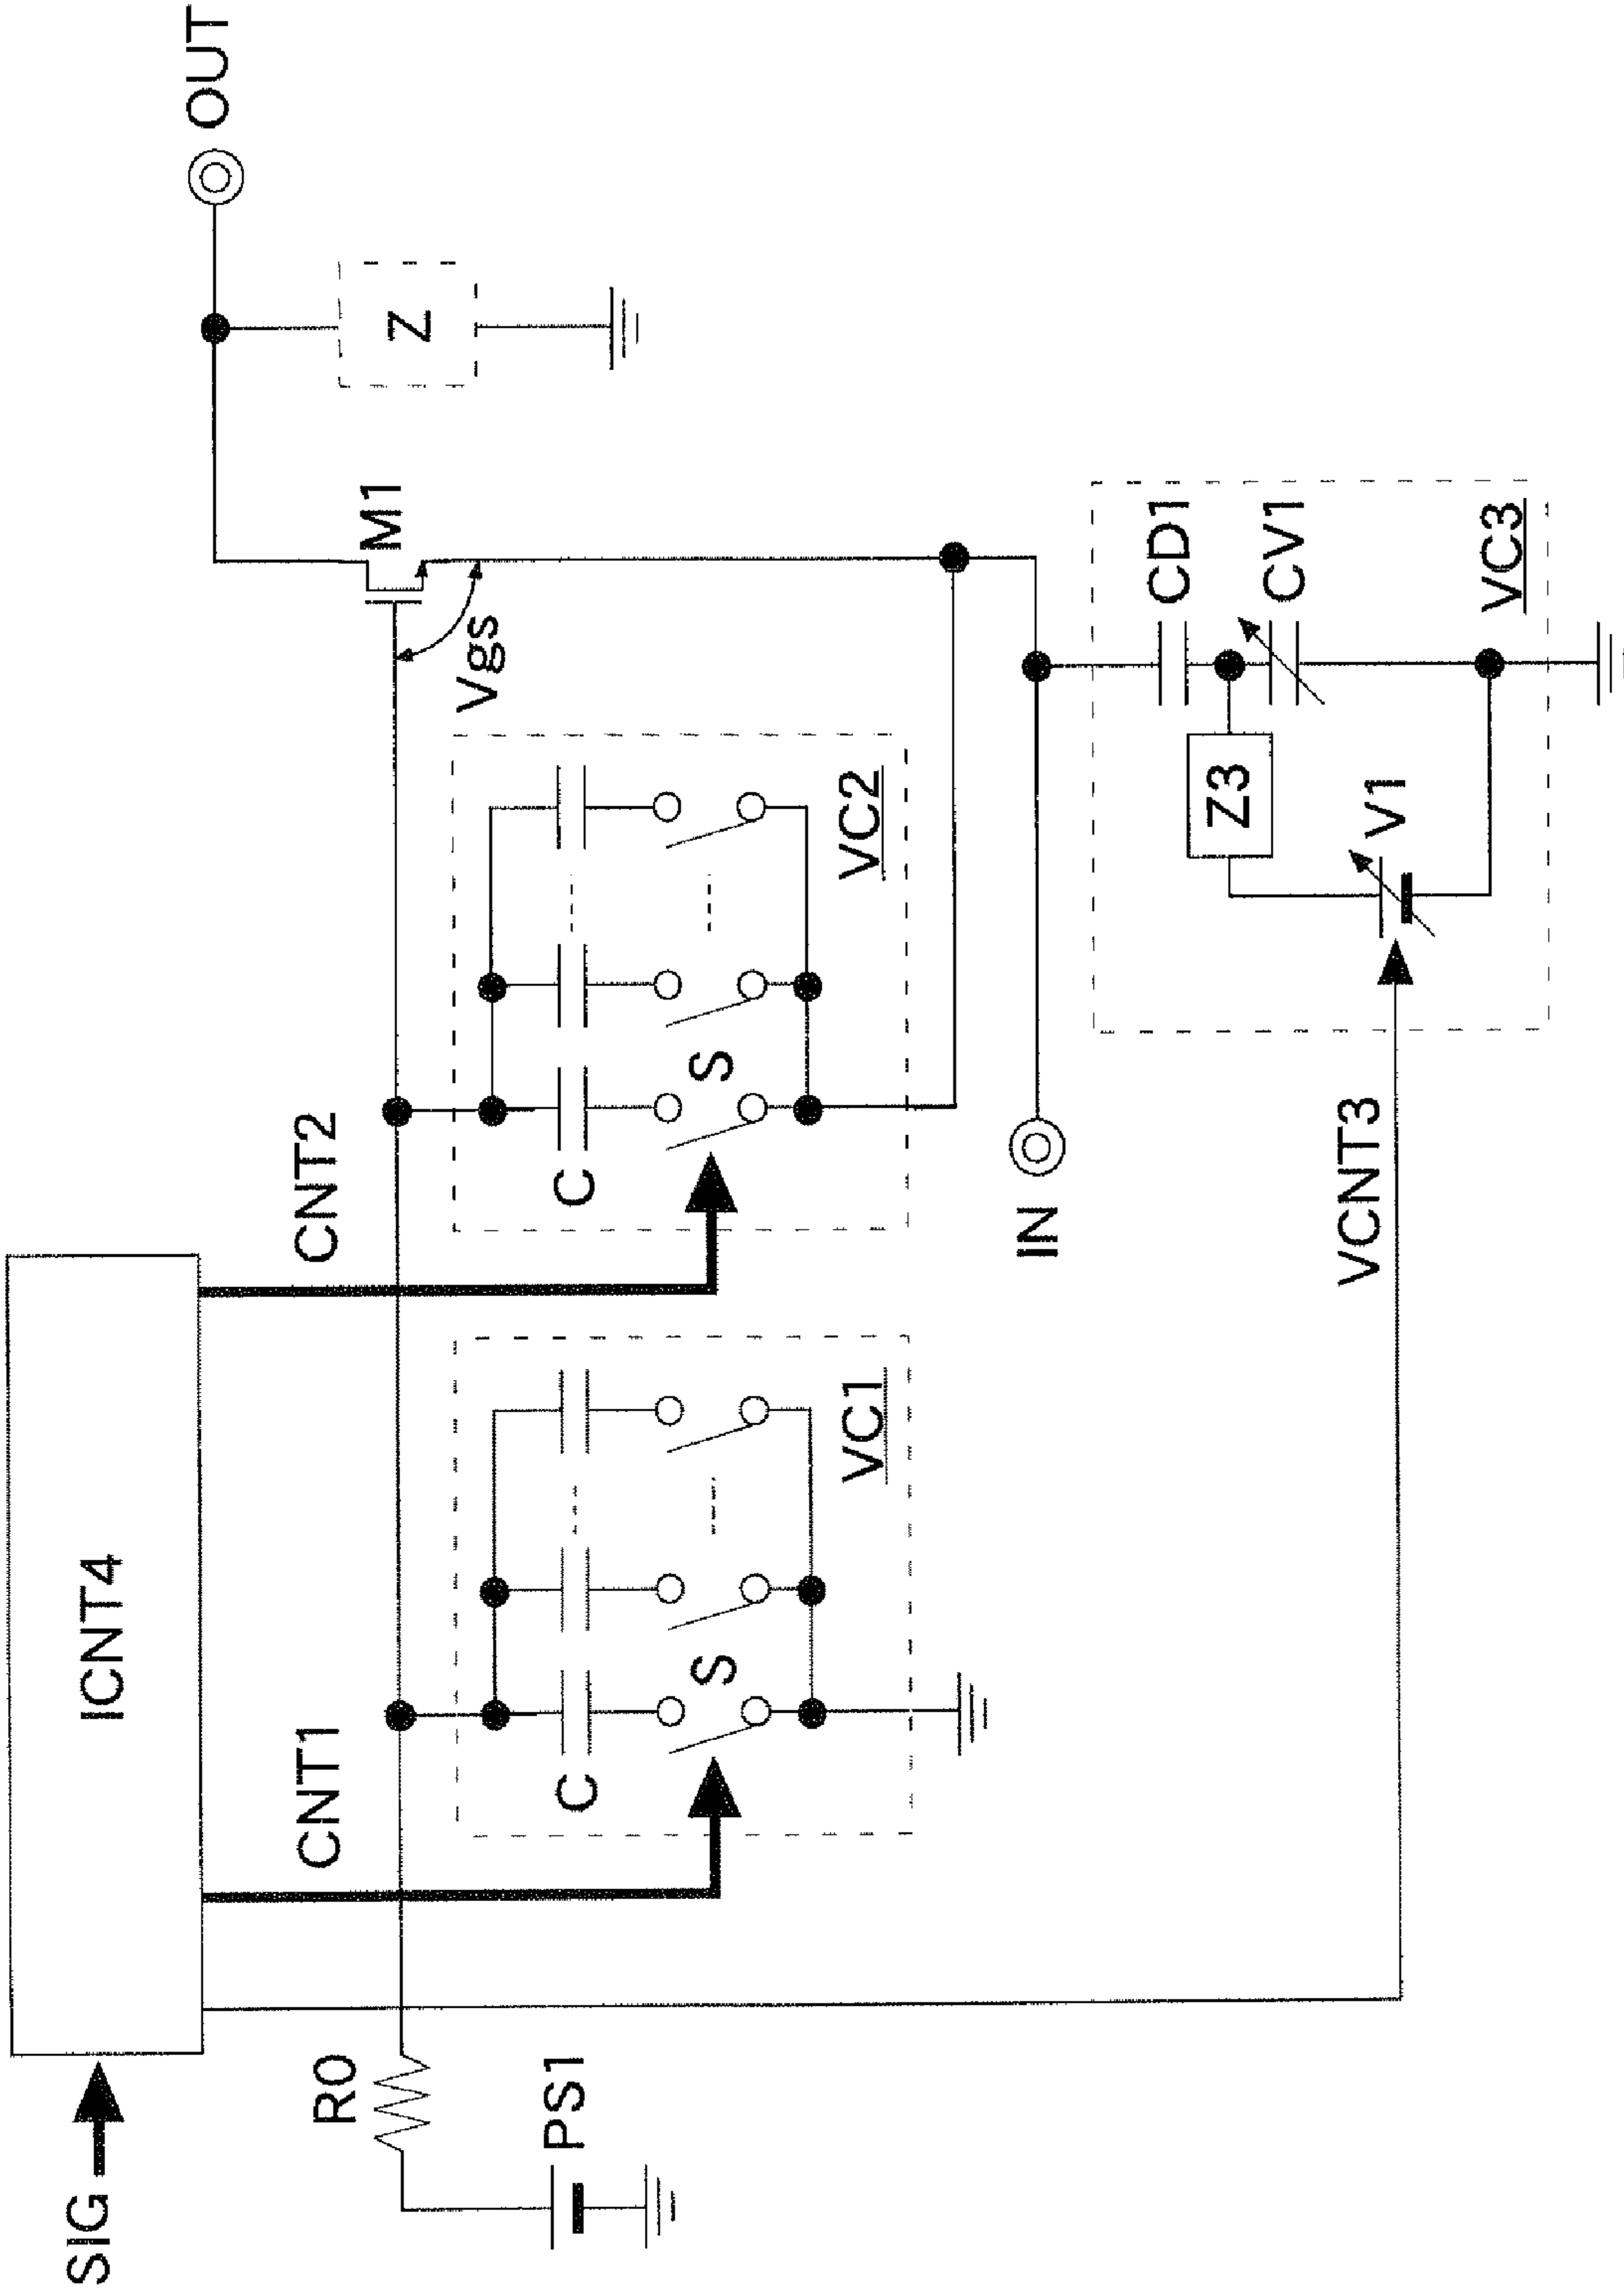 SIG
ICNT4
OUT
R0
CNT1
CNT2
M1
Z
Vgs
PS1
C
S
VC1
C
S
VC2
IN
CD1
Z3
CV1
V1
VC3
VCNT3